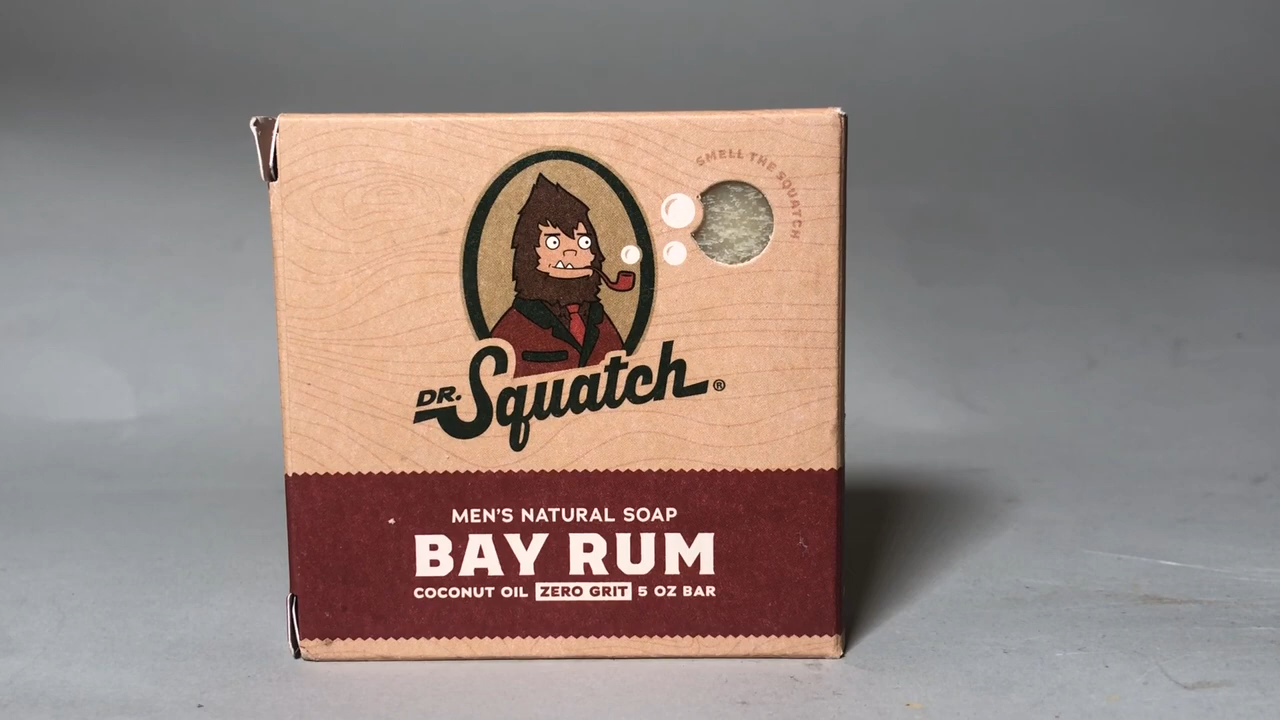 SMELL THE SQUATCH
DR. Squatch ®
MEN'S NATURAL SOAP
BAY RUM
COCONUT OIL ZERO GRIT 5 OZ BAR